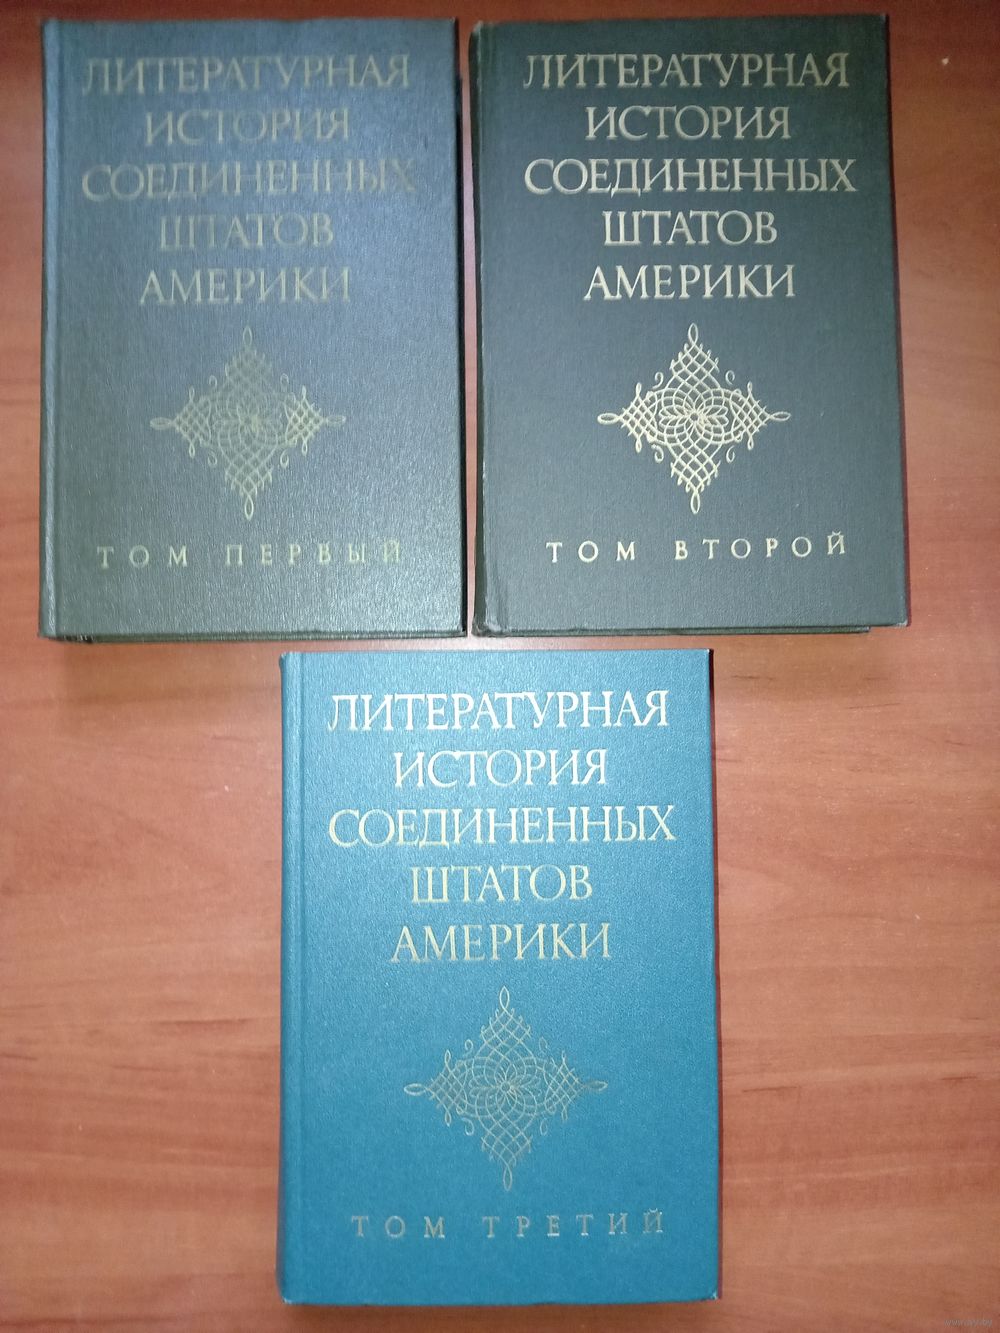 ЛИТЕРАТУРНАЯ
ИСТОРИЯ
СОЕДИНЕННЫХ
ШТАТОВ
АМЕРИКИ
ТОМ ПЕРВЫЙ
ЛИТЕРАТУРНАЯ
ИСТОРИЯ
СОЕДИНЕННЫХ
ШТАТОВ
АМЕРИКИ
ТОМ ВТОРОЙ
ЛИТЕРАТУРНАЯ
ИСТОРИЯ
СОЕДИНЕННЫХ
ШТАТОВ
АМЕРИКИ
ТОМ ТРЕТИЙ